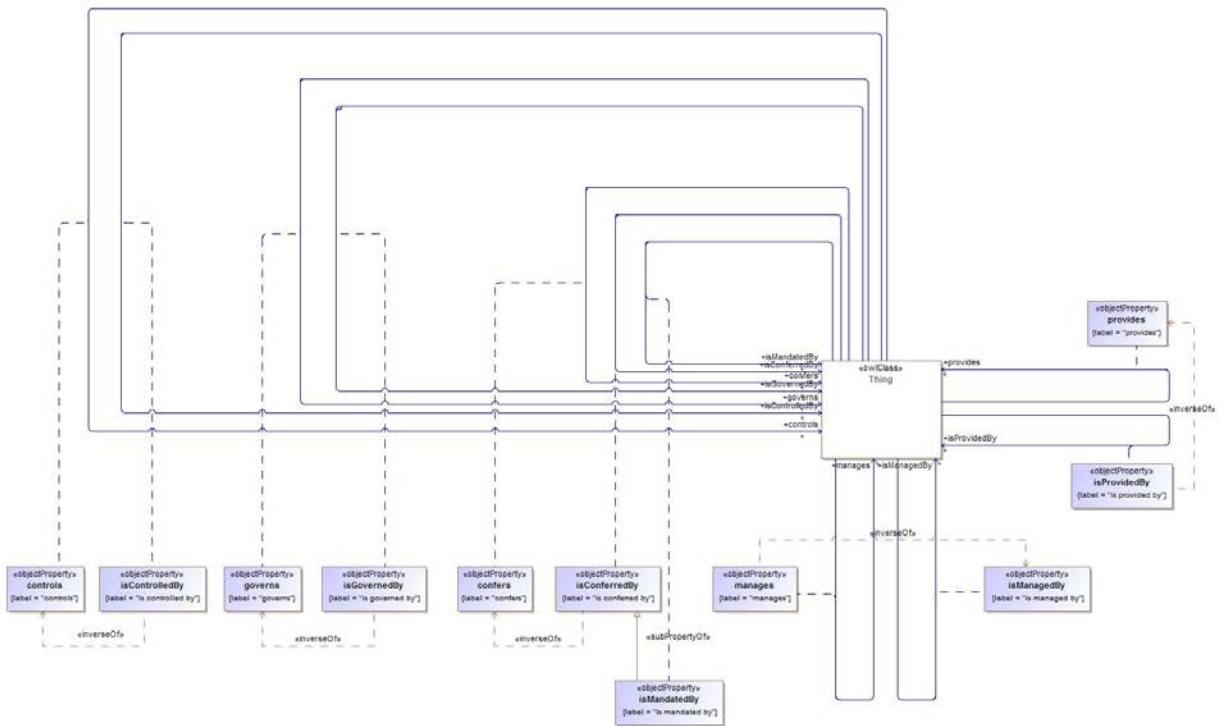 «objectProperty»
provides
{label = "provides"}
+isMandatedBy
+isConferredBy
+confers
+isGovernedBy
+governs
+isControlledBy
+controls
*
«owlClass»
Thing
+provides
*
«inverseOf»
+isProvidedBy
*
+manages
*
+isManagedBy
*
«objectProperty»
isProvidedBy
{label = "is provided by"}
«inverseOf»
«objectProperty»
controls
{label = "controls"}
«objectProperty»
isControlledBy
{label = "is controlled by"}
«objectProperty»
governs
{label = "governs"}
«objectProperty»
isGovernedBy
{label = "is governed by"}
«objectProperty»
confers
{label = "confers"}
«objectProperty»
isConferredBy
{label = "is conferred by"}
«objectProperty»
manages
{label = "manages"}
«objectProperty»
isManagedBy
{label = "is managed by"}
«inverseOf»
«inverseOf»
«inverseOf»
«subPropertyOf»
«objectProperty»
isMandatedBy
{label = "is mandated by"}